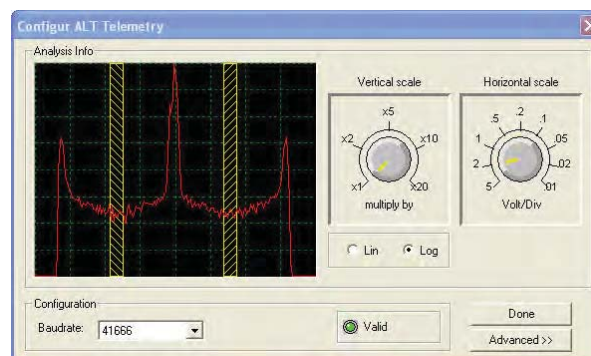 Configur ALT Telemetry
Analysis Info
Vertical scale
x1
x2
x5
x10
x20
multiply by
Horizontal scale
5
2
1
.5
.2
.1
.05
.02
.01
Volt/Div
Lin
Log
Configuration
Baudrate: 41666
Valid
Done
Advanced >>